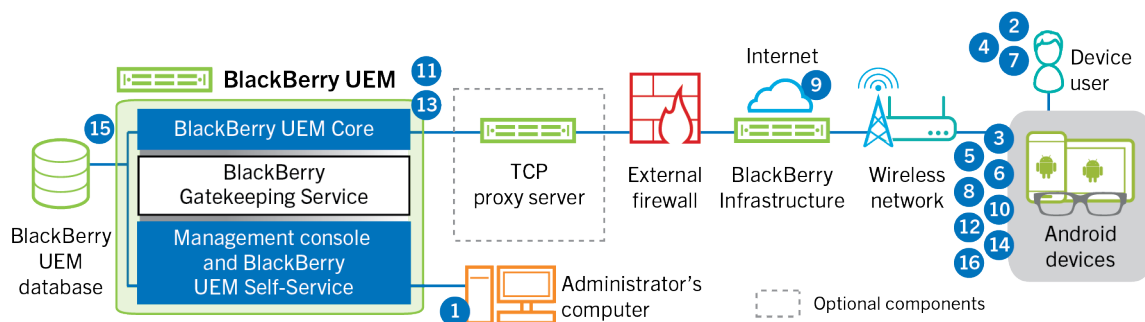 BlackBerry UEM
11
13
15
BlackBerry UEM Core
BlackBerry
Gatekeeping Service
Management console
and BlackBerry
UEM Self-Service
BlackBerry
UEM
database
1
Administrator's
computer
TCP
proxy server
External
firewall
Internet
9
BlackBerry
Infrastructure
Wireless
network
2
4
7
Device
user
3
5
6
8
10
12
14
16
Android
devices
Optional components